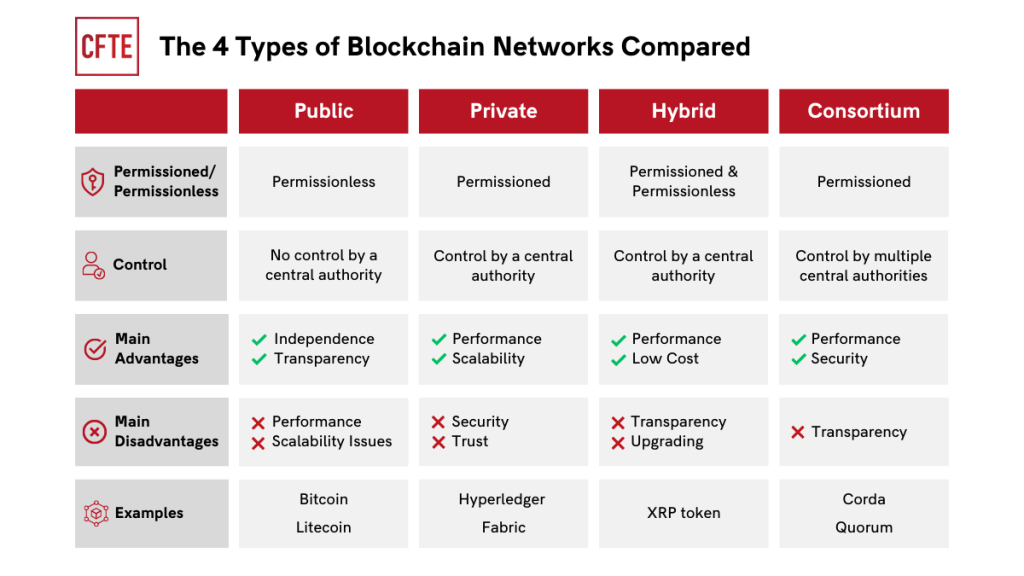 CFTE
The 4 Types of Blockchain Networks Compared
Public
Private
Hybrid
Consortium
Permissioned/
Permissionless
Permissionless
Permissioned
Permissioned &
Permissionless
Permissioned
Control
No control by a
central authority
Control by a central
authority
Control by a central
authority
Control by multiple
central authorities
Main
Advantages
Independence
Transparency
Performance
Scalability
Performance
Low Cost
Performance
Security
Main
Disadvantages
Performance
Scalability Issues
Security
Trust
Transparency
Upgrading
Transparency
Examples
Bitcoin
Litecoin
Hyperledger
Fabric
XRP token
Corda
Quorum